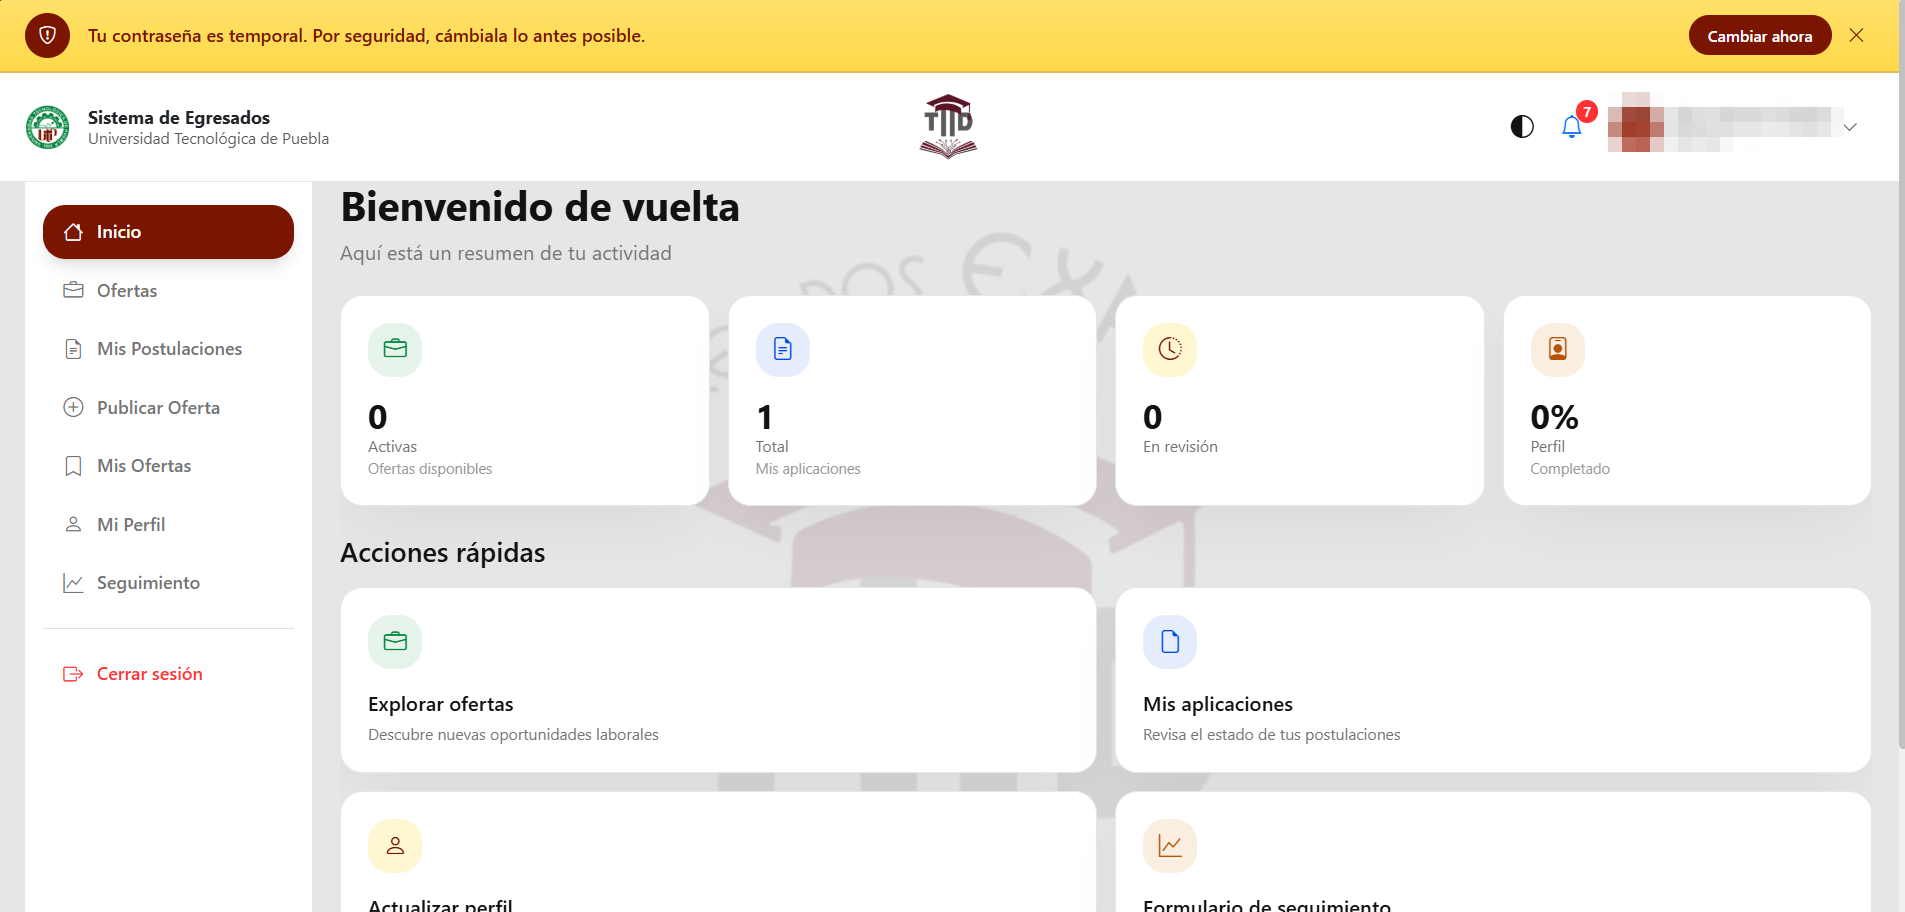 Tu contraseña es temporal. Por seguridad, cámbiala lo antes posible.
Cambiar ahora
Sistema de Egresados
Universidad Tecnológica de Puebla
TIID
7
Inicio
Ofertas
Mis Postulaciones
Publicar Oferta
Mis Ofertas
Mi Perfil
Seguimiento
Cerrar sesión
Bienvenido de vuelta
Aquí está un resumen de tu actividad
0
Activas
Ofertas disponibles
1
Total
Mis aplicaciones
0
En revisión
0%
Perfil
Completado
Acciones rápidas
Explorar ofertas
Descubre nuevas oportunidades laborales
Mis aplicaciones
Revisa el estado de tus postulaciones
Actualizar perfil
Formulario de seguimiento